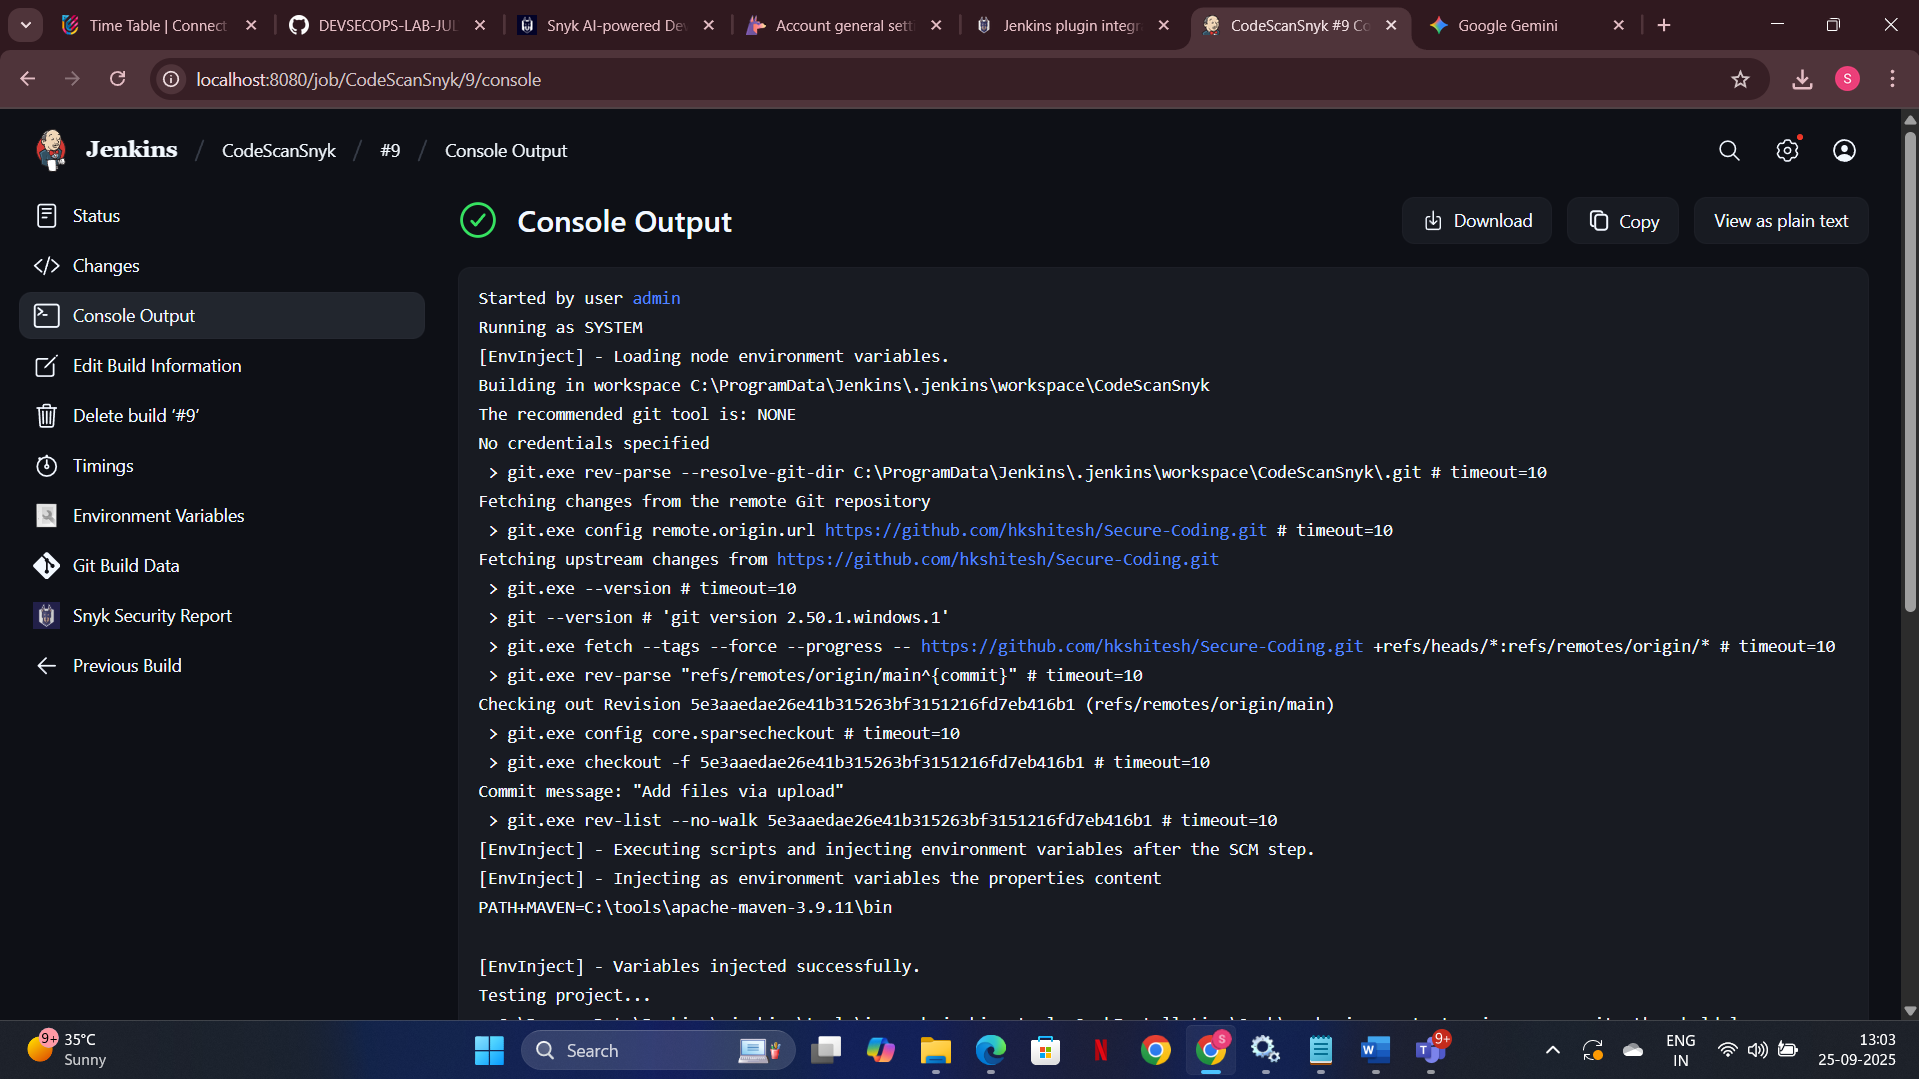 Time Table | Connect
DEVSECOPS-LAB-JUL
Snyk AI-powered Dev
Account general sett
Jenkins plugin integr
CodeScanSnyk #9 Co
Google Gemini
localhost:8080/job/CodeScanSnyk/9/console
S
Jenkins / CodeScanSnyk / #9 / Console Output
Status
Changes
Console Output
Edit Build Information
Delete build ‘#9’
Timings
Environment Variables
Git Build Data
Snyk Security Report
Previous Build
Console Output
Download
Copy
View as plain text
Started by user admin
Running as SYSTEM
[EnvInject] - Loading node environment variables.
Building in workspace C:\ProgramData\Jenkins\.jenkins\workspace\CodeScanSnyk
The recommended git tool is: NONE
No credentials specified
> git.exe rev-parse --resolve-git-dir C:\ProgramData\Jenkins\.jenkins\workspace\CodeScanSnyk\.git # timeout=10
Fetching changes from the remote Git repository
> git.exe config remote.origin.url https://github.com/hkshitesh/Secure-Coding.git # timeout=10
Fetching upstream changes from https://github.com/hkshitesh/Secure-Coding.git
> git.exe --version # timeout=10
> git --version # 'git version 2.50.1.windows.1'
> git.exe fetch --tags --force --progress -- https://github.com/hkshitesh/Secure-Coding.git +refs/heads/*:refs/remotes/origin/* # timeout=10
> git.exe rev-parse "refs/remotes/origin/main^{commit}" # timeout=10
Checking out Revision 5e3aaedae26e41b315263bf3151216fd7eb416b1 (refs/remotes/origin/main)
> git.exe config core.sparsecheckout # timeout=10
> git.exe checkout -f 5e3aaedae26e41b315263bf3151216fd7eb416b1 # timeout=10
Commit message: "Add files via upload"
> git.exe rev-list --no-walk 5e3aaedae26e41b315263bf3151216fd7eb416b1 # timeout=10
[EnvInject] - Executing scripts and injecting environment variables after the SCM step.
[EnvInject] - Injecting as environment variables the properties content
PATH+MAVEN=C:\tools\apache-maven-3.9.11\bin
[EnvInject] - Variables injected successfully.
Testing project...
9+
35°C
Sunny
Search
S
9+
ENG
IN
13:03
25-09-2025